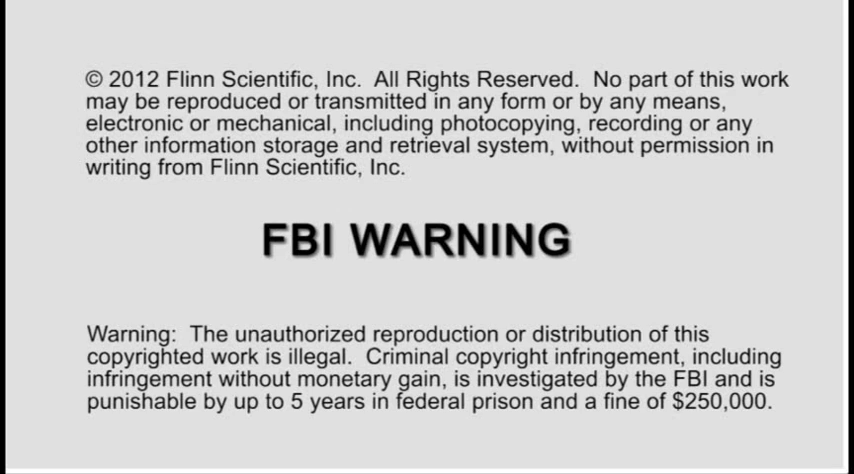 © 2012 Flinn Scientific, Inc.  All Rights Reserved.  No part of this work
may be reproduced or transmitted in any form or by any means,
electronic or mechanical, including photocopying, recording or any
other information storage and retrieval system, without permission in
writing from Flinn Scientific, Inc.
FBI WARNING
Warning:  The unauthorized reproduction or distribution of this
copyrighted work is illegal.  Criminal copyright infringement, including
infringement without monetary gain, is investigated by the FBI and is
punishable by up to 5 years in federal prison and a fine of $250,000.